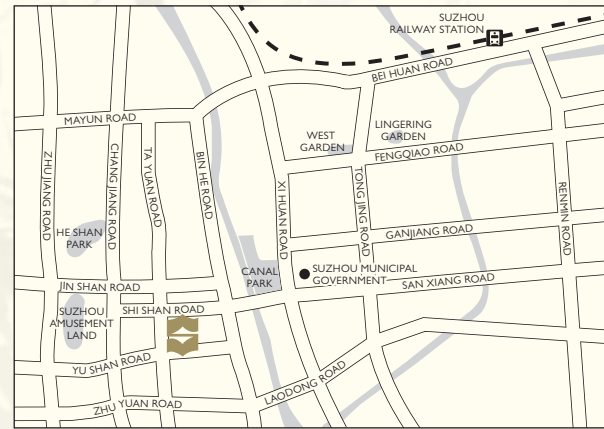 SUZHOU
RAILWAY STATION
BEI HUAN ROAD
MAYUN ROAD
WEST
GARDEN
LINGERING
GARDEN
FENGQIAO ROAD
ZHU JIANG ROAD
CHANG JIANG ROAD
TA YUAN ROAD
BIN HE ROAD
XI HUAN ROAD
TONG JING ROAD
RENMIN ROAD
HE SHAN
PARK
GANJIANG ROAD
CANAL
PARK
SUZHOU MUNICIPAL
GOVERNMENT
SAN XIANG ROAD
JIN SHAN ROAD
SUZHOU
AMUSEMENT
LAND
SHI SHAN ROAD
YU SHAN ROAD
LAODONG ROAD
ZHU YUAN ROAD